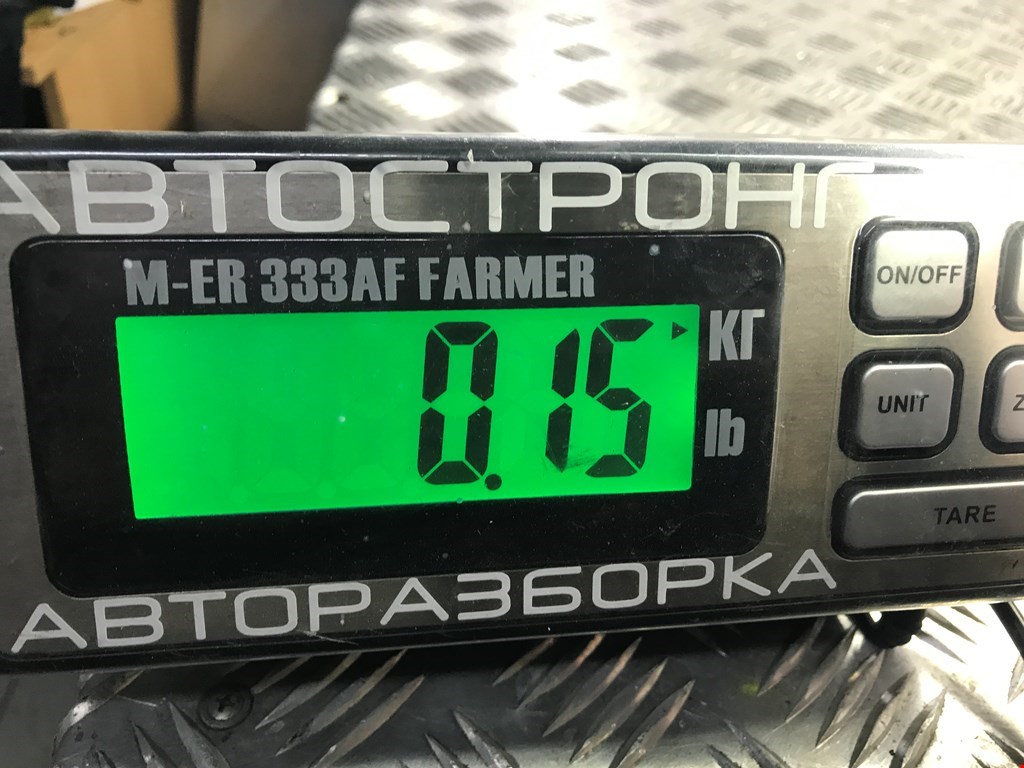 АВТОСТРОНГ
M-ER 333AF FARMER
0.15
КГ
lb
ON/OFF
UNIT
Z
TARE
АВТОРАЗБОРКА